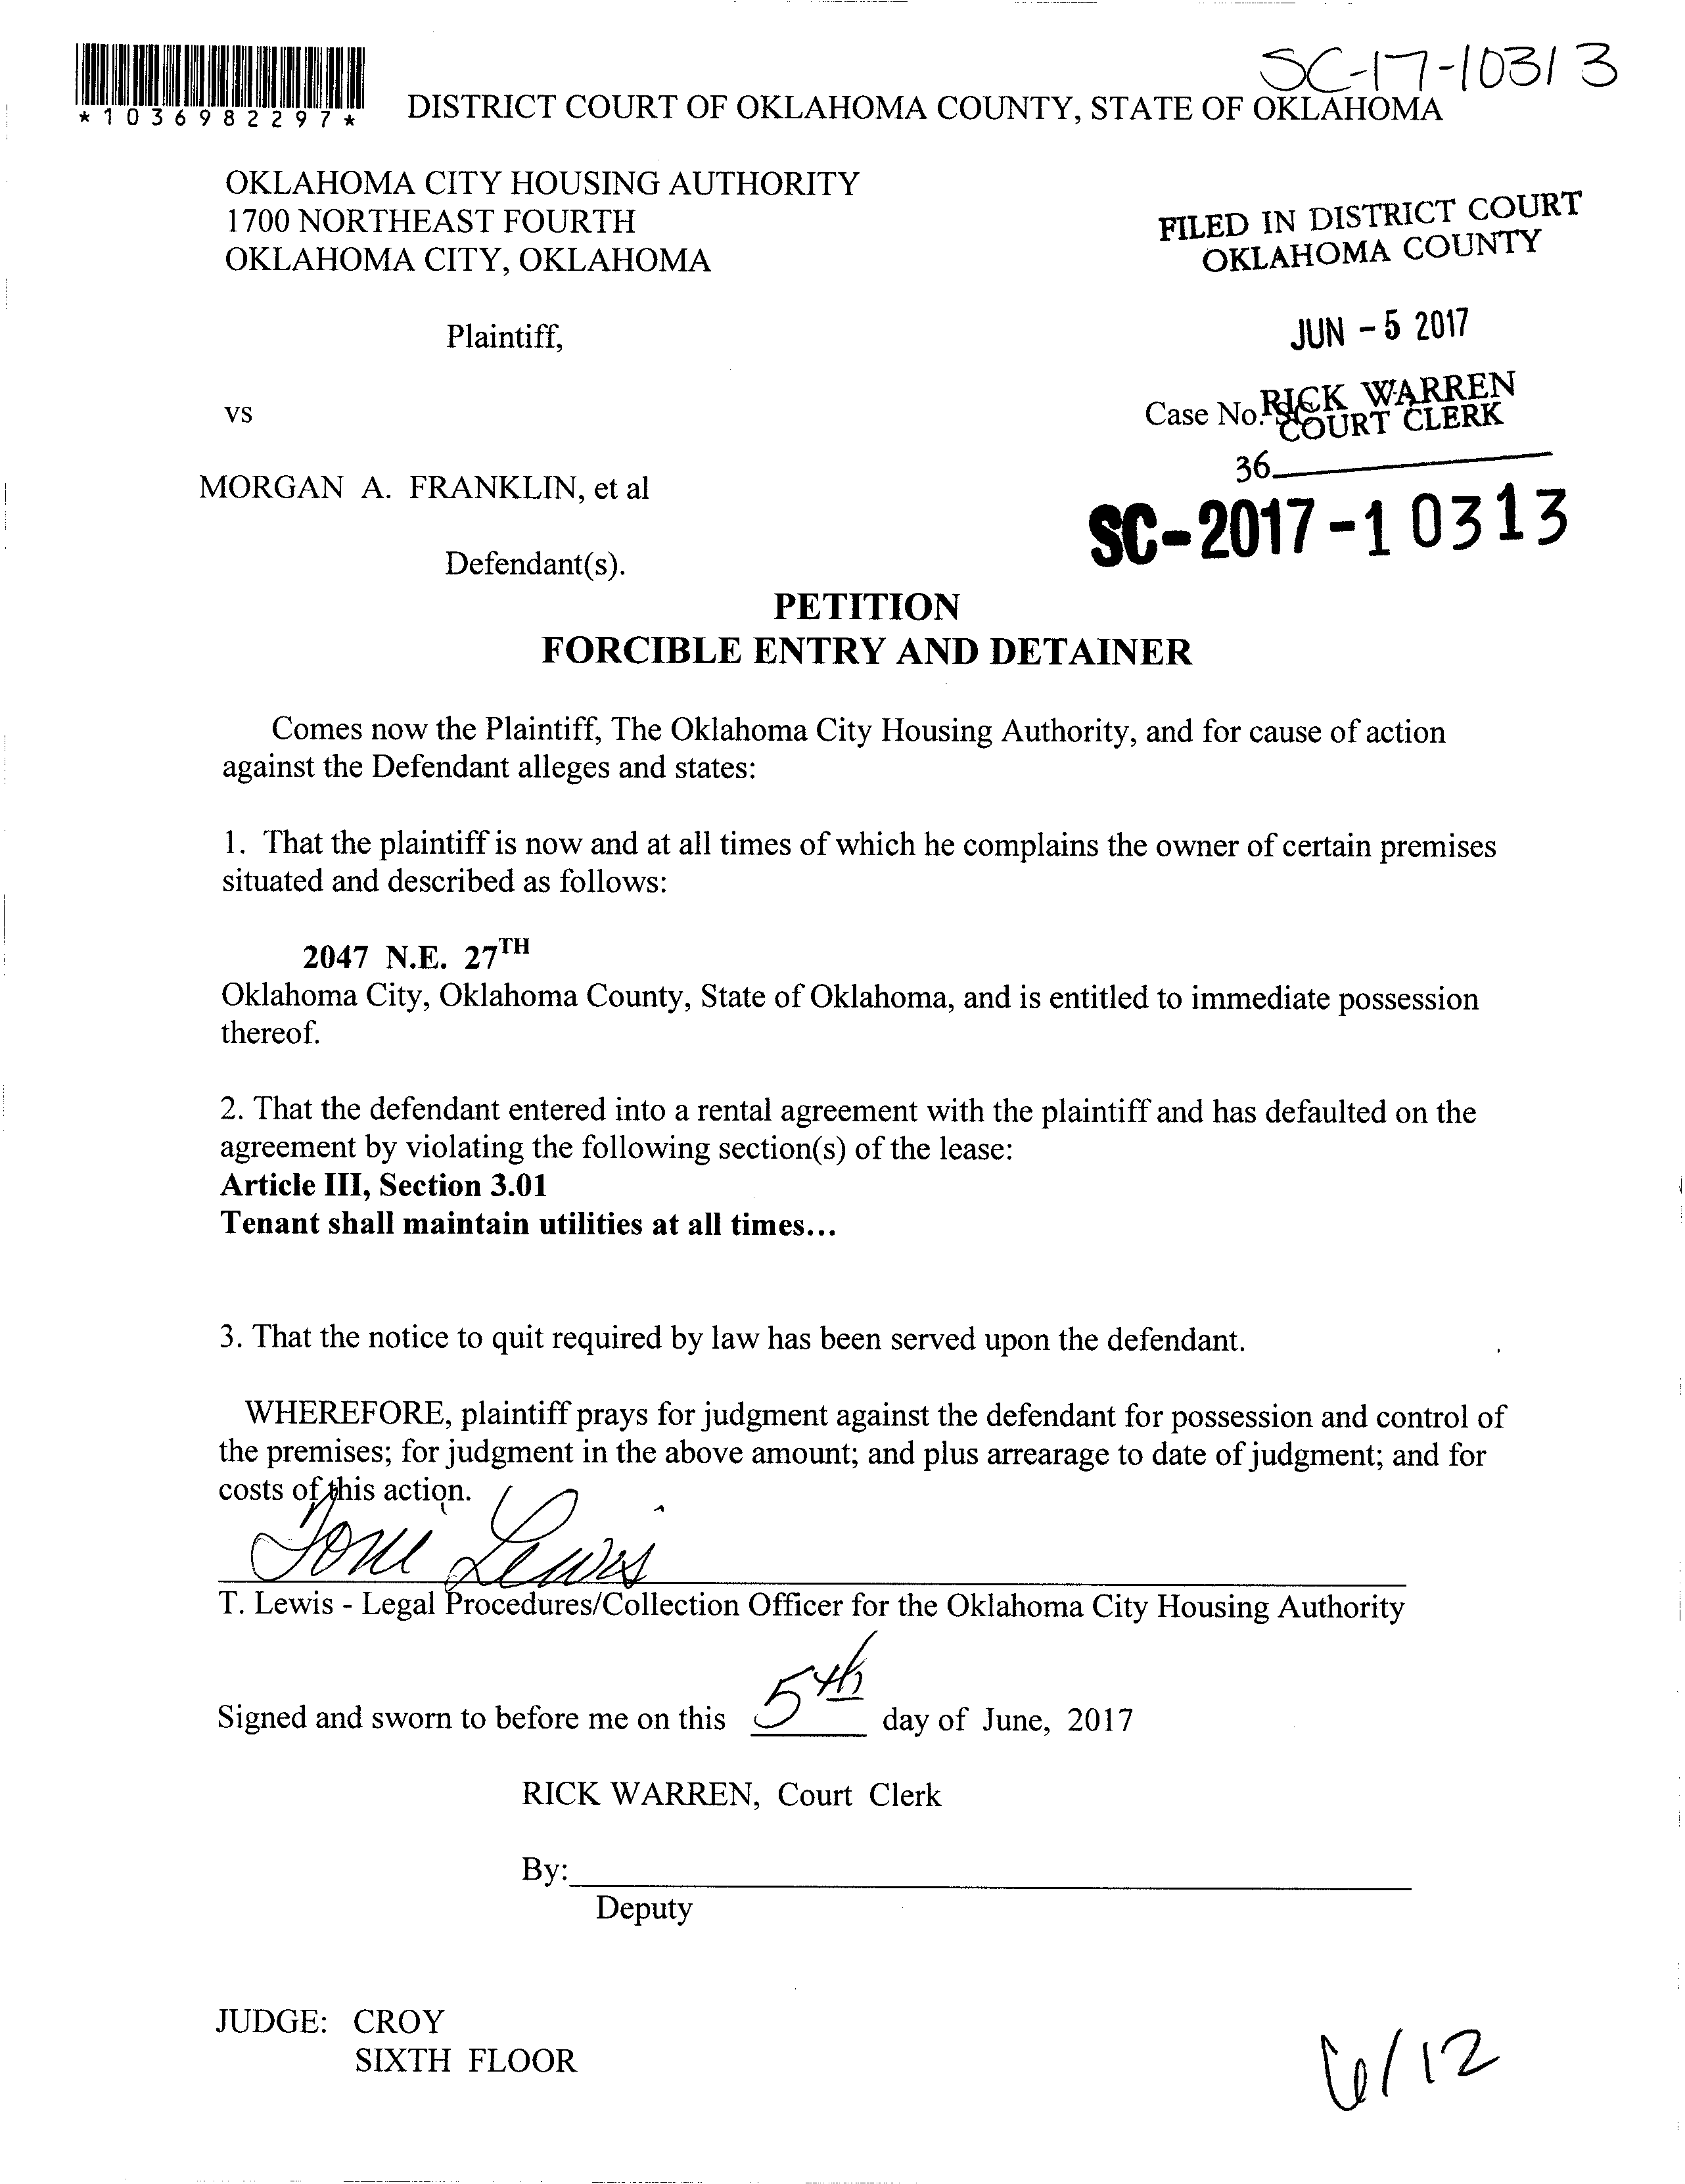 SC-17-10313
*1036982297*
DISTRICT COURT OF OKLAHOMA COUNTY, STATE OF OKLAHOMA
OKLAHOMA CITY HOUSING AUTHORITY
1700 NORTHEAST FOURTH
OKLAHOMA CITY, OKLAHOMA
FILED IN DISTRICT COURT
OKLAHOMA COUNTY
Plaintiff,
JUN - 5 2017
vs
RICK WARREN
Case No. SC
COURT CLERK
36
MORGAN A. FRANKLIN, et al
SC-2017-10313
Defendant(s).
PETITION
FORCIBLE ENTRY AND DETAINER
Comes now the Plaintiff, The Oklahoma City Housing Authority, and for cause of action
against the Defendant alleges and states:
1. That the plaintiff is now and at all times of which he complains the owner of certain premises
situated and described as follows:
2047 N.E. 27TH
Oklahoma City, Oklahoma County, State of Oklahoma, and is entitled to immediate possession
thereof.
2. That the defendant entered into a rental agreement with the plaintiff and has defaulted on the
agreement by violating the following section(s) of the lease:
Article III, Section 3.01
Tenant shall maintain utilities at all times...
3. That the notice to quit required by law has been served upon the defendant.
WHEREFORE, plaintiff prays for judgment against the defendant for possession and control of
the premises; for judgment in the above amount; and plus arrearage to date of judgment; and for
costs of this action.
Toni Lewis
T. Lewis - Legal Procedures/Collection Officer for the Oklahoma City Housing Authority
Signed and sworn to before me on this 5th day of June, 2017
RICK WARREN, Court Clerk
By:
Deputy
JUDGE: CROY
SIXTH FLOOR
6/12